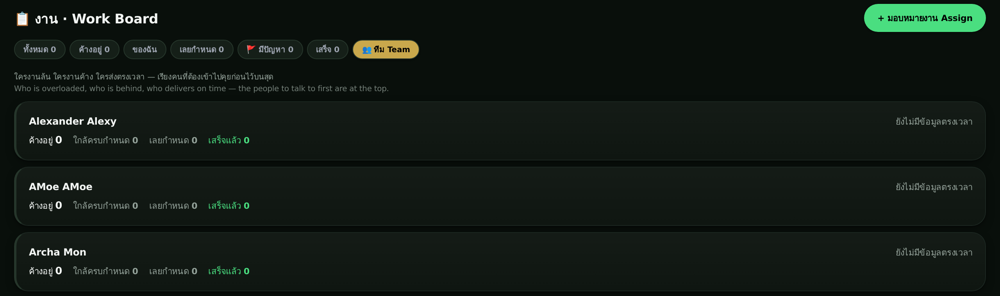 📋 งาน · Work Board
+ มอบหมายงาน Assign
ทั้งหมด 0
ค้างอยู่ 0
ของฉัน
เลยกำหนด 0
🚩 มีปัญหา 0
เสร็จ 0
👥 ทีม Team
ใครงานล้น ใครงานค้าง ใครส่งตรงเวลา — เรียงคนที่ต้องเข้าไปคุยก่อนไว้บนสุด
Who is overloaded, who is behind, who delivers on time — the people to talk to first are at the top.
Alexander Alexy
ยังไม่มีข้อมูลตรงเวลา
ค้างอยู่ 0 ใกล้ครบกำหนด 0 เลยกำหนด 0 เสร็จแล้ว 0
AMoe AMoe
ยังไม่มีข้อมูลตรงเวลา
ค้างอยู่ 0 ใกล้ครบกำหนด 0 เลยกำหนด 0 เสร็จแล้ว 0
Archa Mon
ยังไม่มีข้อมูลตรงเวลา
ค้างอยู่ 0 ใกล้ครบกำหนด 0 เลยกำหนด 0 เสร็จแล้ว 0